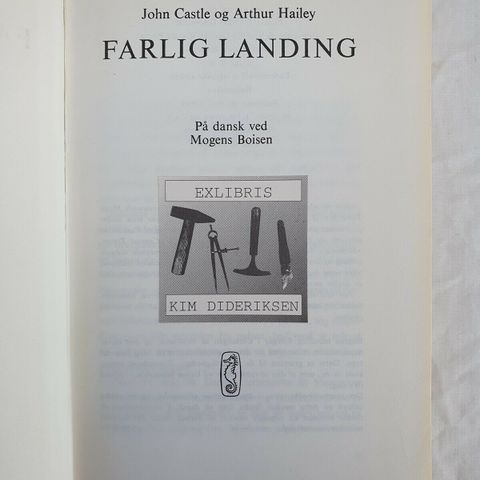 John Castle og Arthur Hailey
FARLIG LANDING
På dansk ved
Mogens Boisen
EXLIBRIS
KIM DIDERIKSEN